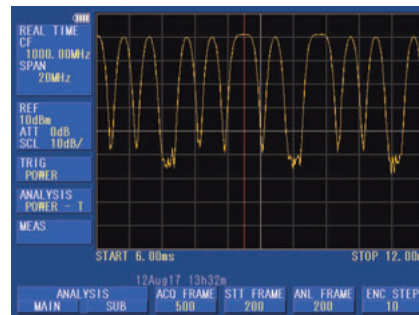 REAL TIME
CF
1000.00MHz
SPAN
20MHz
REF
10dBm
ATT 0dB
SCL 10dB/
TRIG
POWER
ANALYSIS
POWER - T
MEAS
START 6.00ms
STOP 12.00m
12Aug17 13h32m
ANALYSIS
MAIN SUB
ACQ FRAME
500
STT FRAME
200
ANL FRAME
200
ENC STEP
10